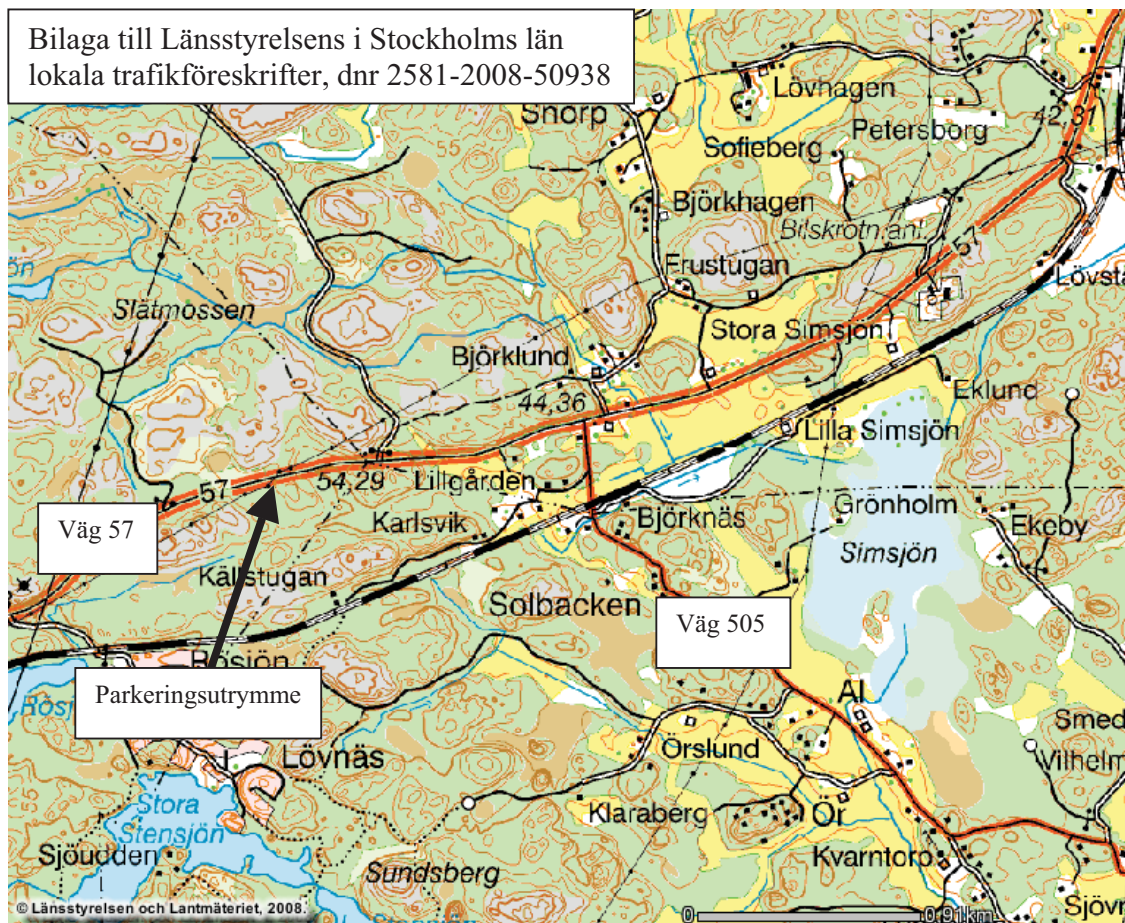 Bilaga till Länsstyrelsens i Stockholms län
lokala trafikföreskrifter, dnr 2581-2008-50938
Snorp
Lövhagen
Petersborg
42,31
Sofieberg
Björkhagen
Bilskrotn.anl.
57
Frustugan
Lövsta
Slätmossen
Stora Simsjön
Björklund
Eklund
44,36
Lilla Simsjön
57
54,29
Lillgården
Väg 57
Karlsvik
Björknäs
Grönholm
Ekeby
Simsjön
Källstugan
Solbacken
Väg 505
Rösjön
Parkeringsutrymme
Al
Smed
Örslund
Vilhelm
Lövnäs
Stora
Stensjön
Klaraberg
Ör
Sjöudden
Sundsberg
Kvarntorp
© Länsstyrelsen och Lantmäteriet, 2008.
0
0,91km
55